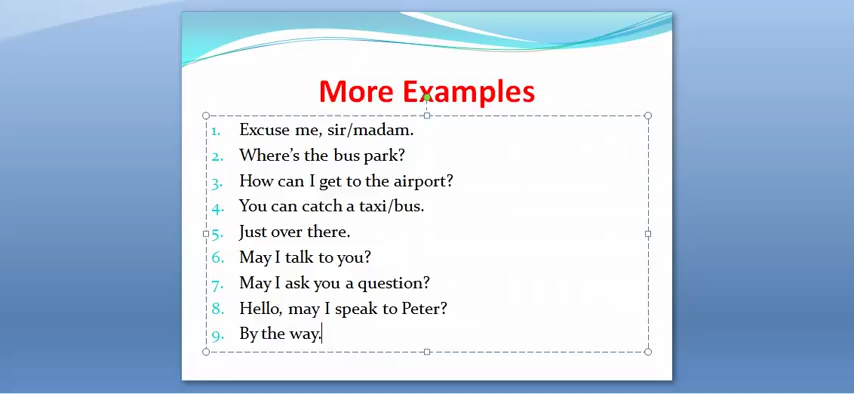 More Examples
1. Excuse me, sir/madam.
2. Where's the bus park?
3. How can I get to the airport?
4. You can catch a taxi/bus.
5. Just over there.
6. May I talk to you?
7. May I ask you a question?
8. Hello, may I speak to Peter?
9. By the way.